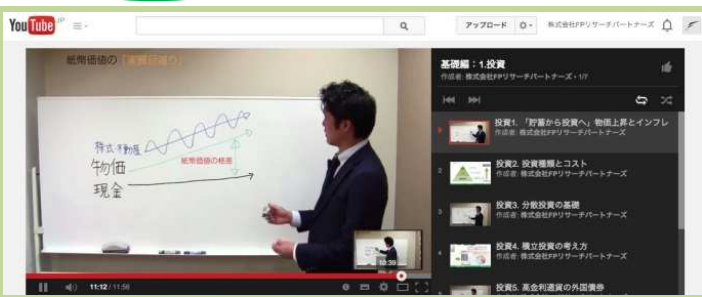 YouTube JP
アップロード
株式会社FPリサーチパートナーズ
紙幣価値の「実質目減り」
株式・不動産
物価
現金
紙幣価値の格差
10:39
11:12 / 11:58
基礎編：1.投資
作成者: 株式会社FPリサーチパートナーズ・1/7
投資1. 「貯蓄から投資へ」物価上昇とインフレ
作成者: 株式会社FPリサーチパートナーズ
2
投資2. 投資種類とコスト
作成者: 株式会社FPリサーチパートナーズ
3
投資3. 分散投資の基礎
作成者: 株式会社FPリサーチパートナーズ
4
投資4. 積立投資の考え方
作成者: 株式会社FPリサーチパートナーズ
投資5. 高金利通貨の外国債券